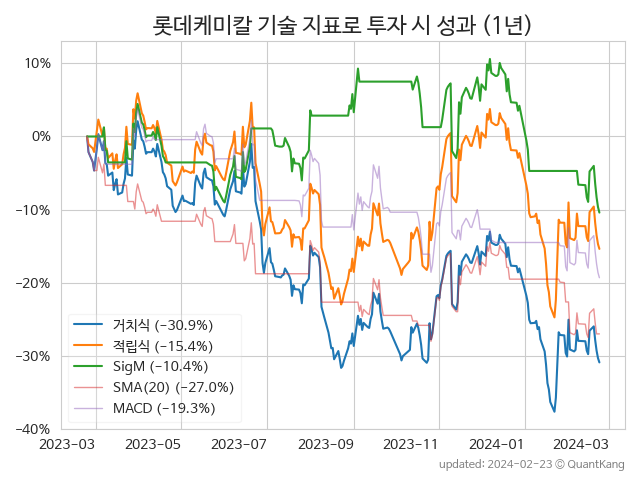 롯데케미칼 기술 지표로 투자 시 성과 (1년)
10%
0%
−10%
−20%
−30%
−40%
거치식 (−30.9%)
적립식 (−15.4%)
SigM (−10.4%)
SMA(20) (−27.0%)
MACD (−19.3%)
2023-03 2023-05 2023-07 2023-09 2023-11 2024-01 2024-03
updated: 2024-02-23 © QuantKang